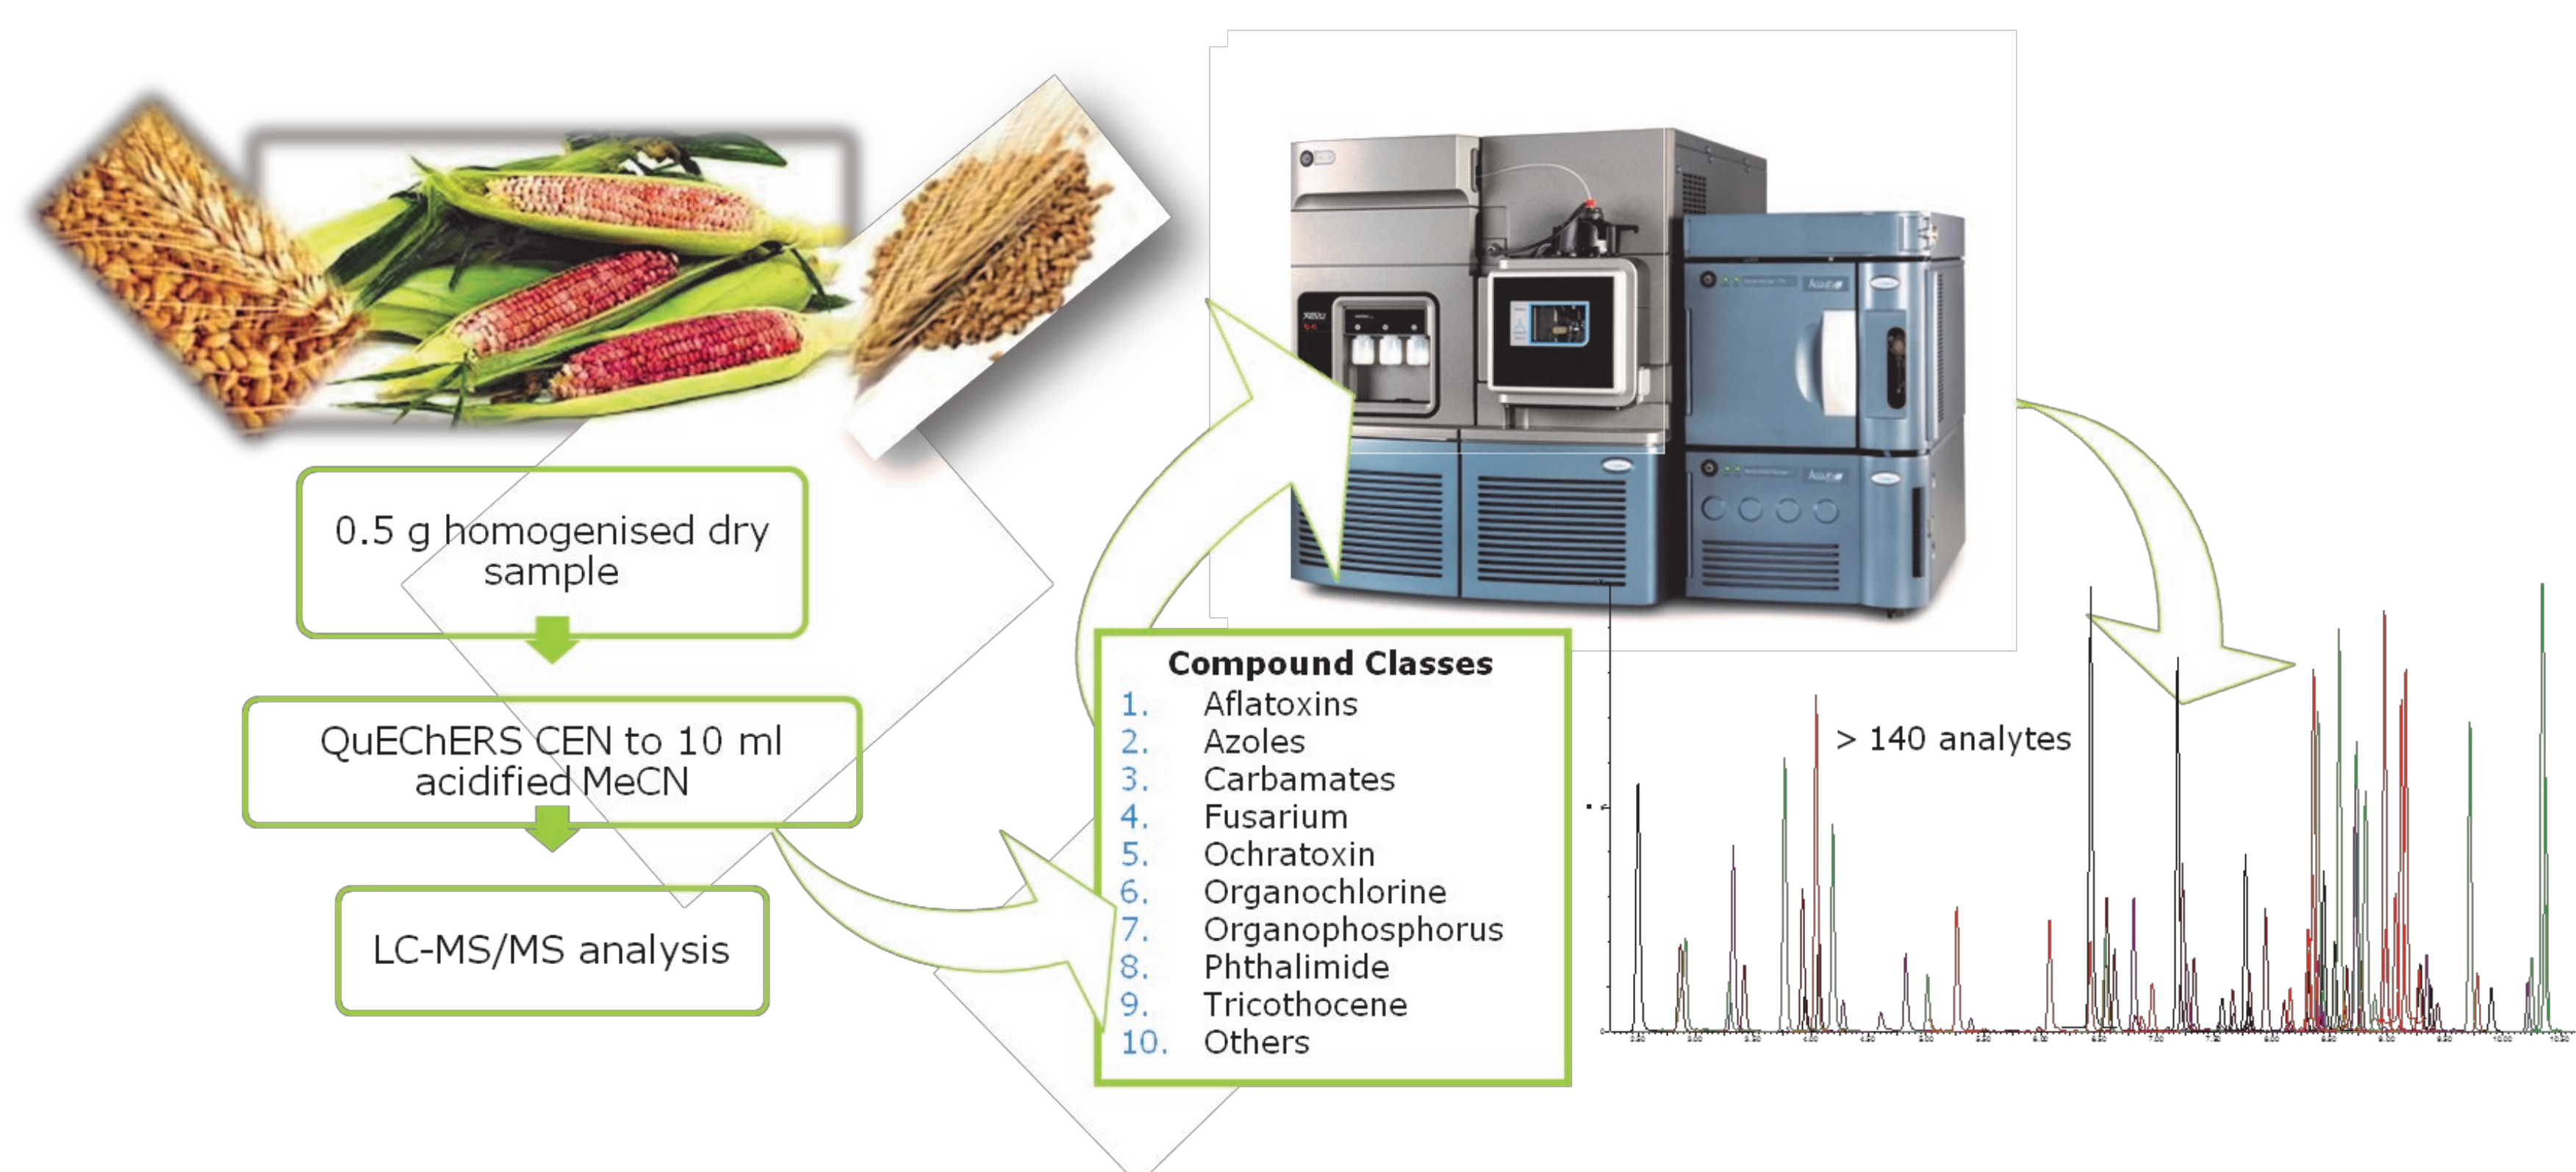 0.5 g homogenised dry
sample
QuEChERS CEN to 10 ml
acidified MeCN
LC-MS/MS analysis
Compound Classes
1. Aflatoxins
2. Azoles
3. Carbamates
4. Fusarium
5. Ochratoxin
6. Organochlorine
7. Organophosphorus
8. Phthalimide
9. Tricothocene
10. Others
> 140 analytes